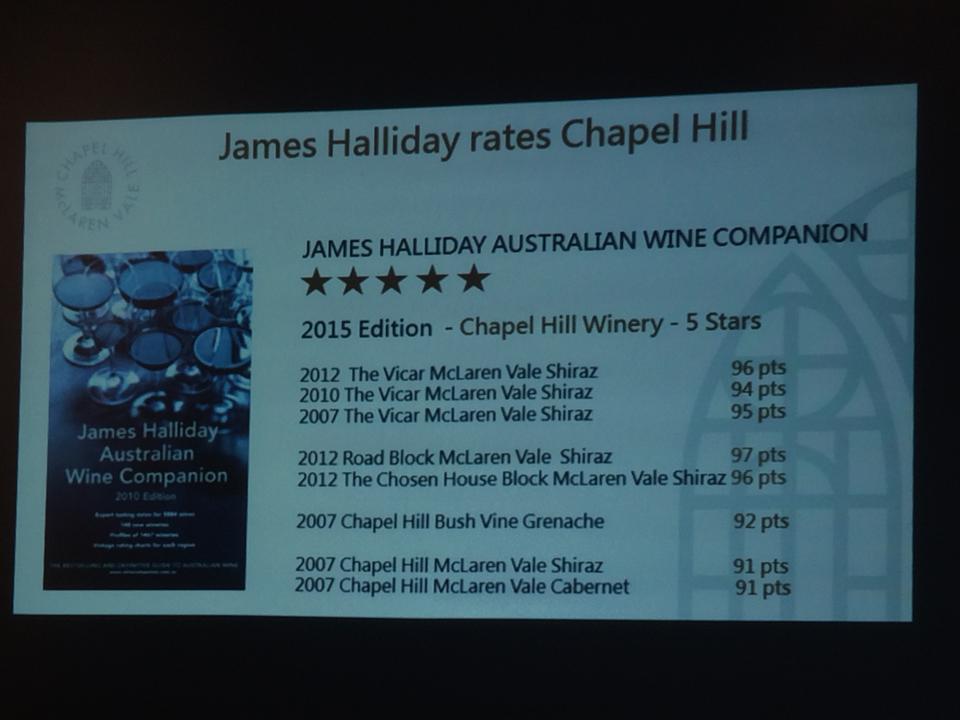 James Halliday rates Chapel Hill
CHAPEL HILL
McLAREN VALE
JAMES HALLIDAY AUSTRALIAN WINE COMPANION
★★★★★
2015 Edition - Chapel Hill Winery - 5 Stars
2012 The Vicar McLaren Vale Shiraz 96 pts
2010 The Vicar McLaren Vale Shiraz 94 pts
2007 The Vicar McLaren Vale Shiraz 95 pts
2012 Road Block McLaren Vale Shiraz 97 pts
2012 The Chosen House Block McLaren Vale Shiraz 96 pts
2007 Chapel Hill Bush Vine Grenache 92 pts
2007 Chapel Hill McLaren Vale Shiraz 91 pts
2007 Chapel Hill McLaren Vale Cabernet 91 pts
James Halliday
Australian
Wine Companion
2010 Edition
Expert tasting notes for wines
new wineries
Profiles of wineries
Vintage rating charts for each region
THE BESTSELLING AND DEFINITIVE GUIDE TO AUSTRALIAN WINE